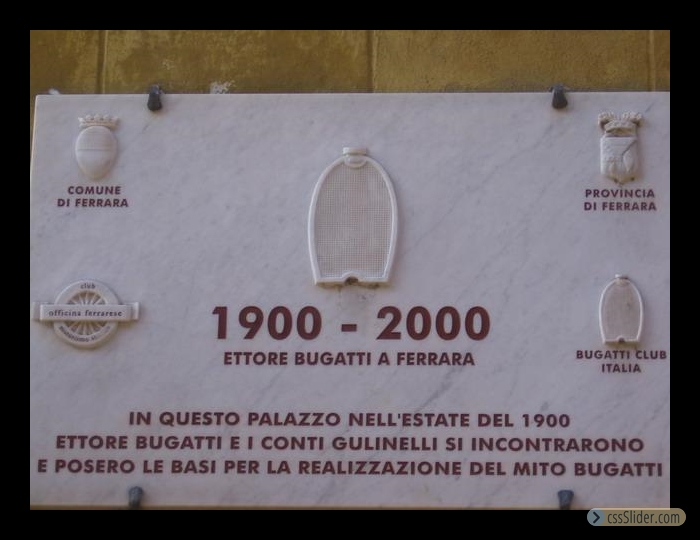 COMUNE
DI FERRARA
PROVINCIA
DI FERRARA
club
officina ferrarese
1900 - 2000
ETTORE BUGATTI A FERRARA
BUGATTI CLUB
ITALIA
IN QUESTO PALAZZO NELL'ESTATE DEL 1900
ETTORE BUGATTI E I CONTI GULINELLI SI INCONTRARONO
E POSERO LE BASI PER LA REALIZZAZIONE DEL MITO BUGATTI
cssSlider.com